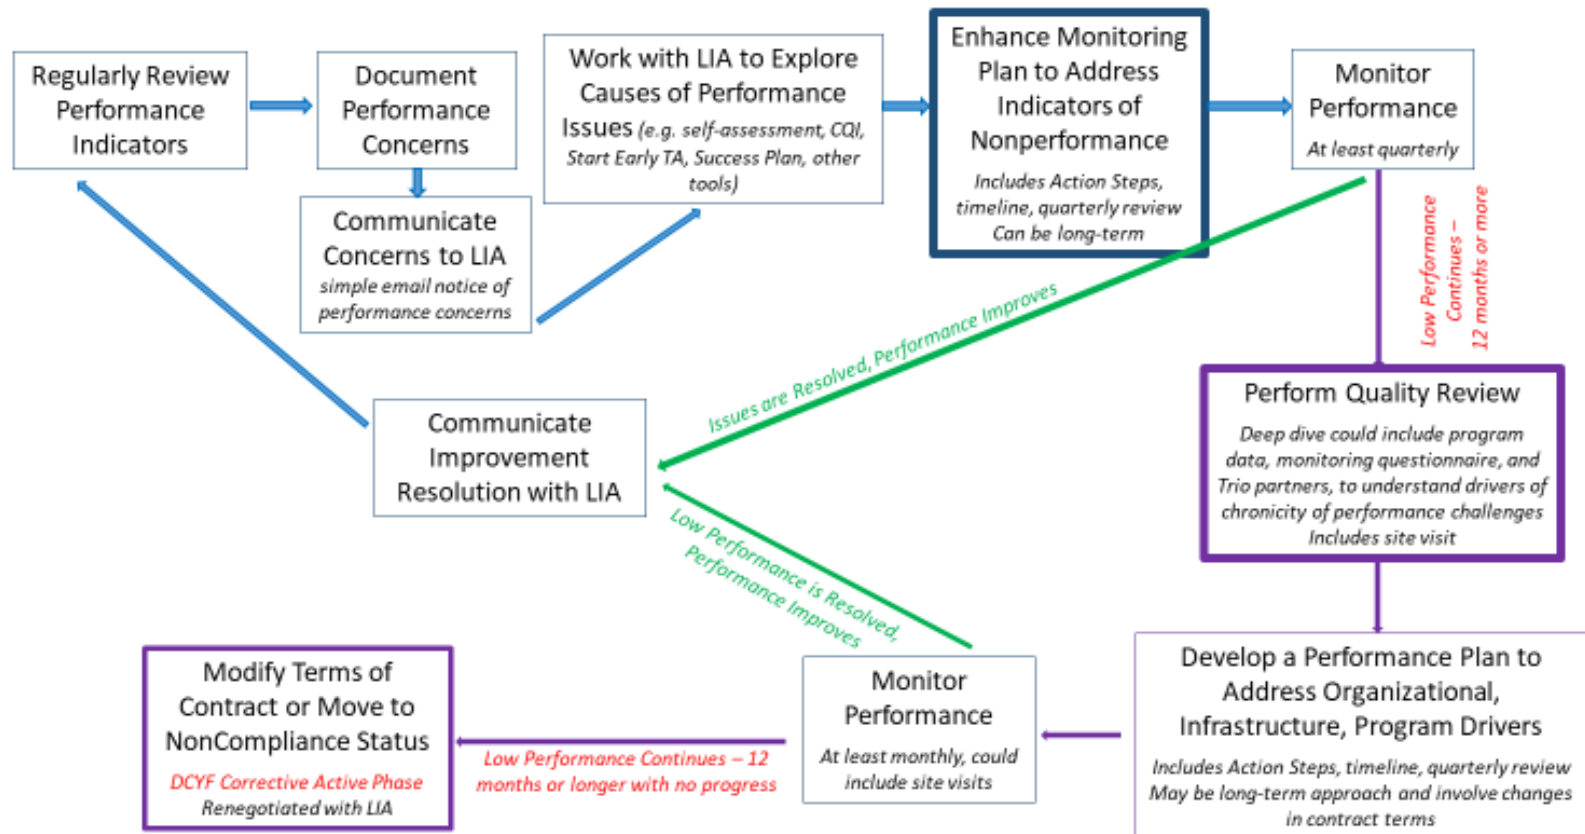 Regularly Review
Performance
Indicators
Document
Performance
Concerns
Communicate
Concerns to LIA
simple email notice of
performance concerns
Work with LIA to Explore
Causes of Performance
Issues (e.g. self-assessment, CQI,
Start Early TA, Success Plan, other
tools)
Enhance Monitoring
Plan to Address
Indicators of
Nonperformance
Includes Action Steps,
timeline, quarterly review
Can be long-term
Monitor
Performance
At least quarterly
Low Performance
Continues –
12 months or more
Issues are Resolved, Performance Improves
Communicate
Improvement
Resolution with LIA
Perform Quality Review
Deep dive could include program
data, monitoring questionnaire, and
Trio partners, to understand drivers of
chronicity of performance challenges
Includes site visit
Low Performance is Resolved,
Performance Improves
Develop a Performance Plan to
Address Organizational,
Infrastructure, Program Drivers
Includes Action Steps, timeline, quarterly review
May be long-term approach and involve changes
in contract terms
Monitor
Performance
At least monthly, could
include site visits
Low Performance Continues – 12
months or longer with no progress
Modify Terms of
Contract or Move to
NonCompliance Status
DCYF Corrective Active Phase
Renegotiated with LIA